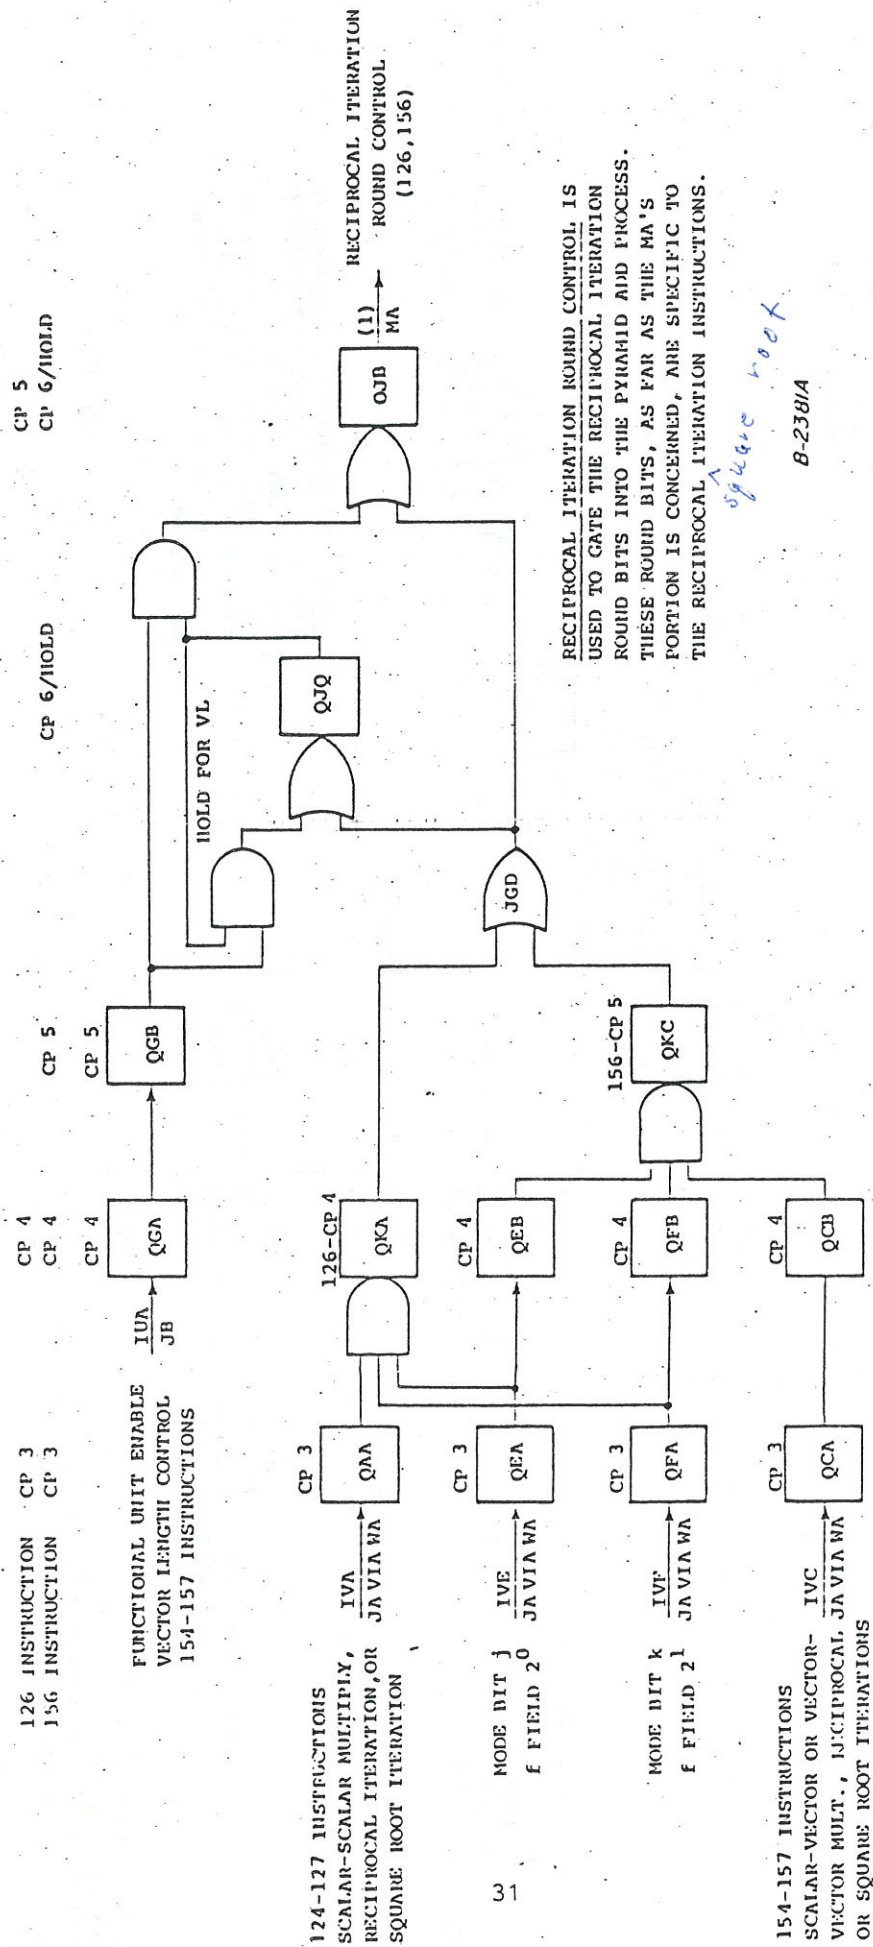 126 INSTRUCTION CP 3 CP 4 CP 5
156 INSTRUCTION CP 3 CP 4 CP 5 CP 6/HOLD CP 6/HOLD
FUNCTIONAL UNIT ENABLE
VECTOR LENGTH CONTROL
154-157 INSTRUCTIONS
IUA
JB
CP 4
QGA
CP 5
QGB
HOLD FOR VL
QJQ
OJB
(1)
MA
RECIPROCAL ITERATION
ROUND CONTROL
(126,156)
124-127 INSTRUCTIONS
SCALAR-SCALAR MULTIPLY,
RECIPROCAL ITERATION, OR
SQUARE ROOT ITERATION
IVA
JA VIA WA
CP 3
QAA
126-CP 4
QKA
MODE BIT j
f FIELD 2^0
IVE
JA VIA WA
CP 3
QEA
CP 4
QEB
JGD
MODE BIT k
f FIELD 2^1
IVF
JA VIA WA
CP 3
QFA
CP 4
QFB
156-CP 5
QKC
154-157 INSTRUCTIONS
SCALAR-VECTOR OR VECTOR-
VECTOR MULT., RECIPROCAL
OR SQUARE ROOT ITERATIONS
IVC
JA VIA WA
CP 3
QCA
CP 4
QCB
RECIPROCAL ITERATION ROUND CONTROL IS
USED TO GATE THE RECIPROCAL ITERATION
ROUND BITS INTO THE PYRAMID ADD PROCESS.
THESE ROUND BITS, AS FAR AS THE MA'S
PORTION IS CONCERNED, ARE SPECIFIC TO
THE RECIPROCAL ITERATION INSTRUCTIONS.
^
square root
B-2381A
31